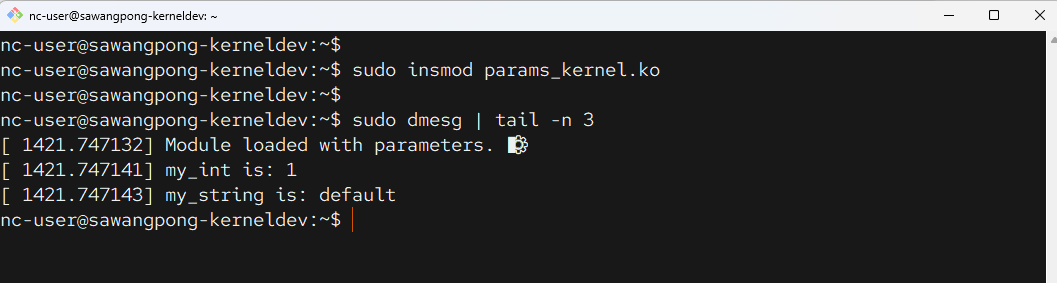 nc-user@sawangpong-kerneldev: ~
nc-user@sawangpong-kerneldev:~$
nc-user@sawangpong-kerneldev:~$ sudo insmod params_kernel.ko
nc-user@sawangpong-kerneldev:~$
nc-user@sawangpong-kerneldev:~$ sudo dmesg | tail -n 3
[ 1421.747132] Module loaded with parameters. ⚙
[ 1421.747141] my_int is: 1
[ 1421.747143] my_string is: default
nc-user@sawangpong-kerneldev:~$